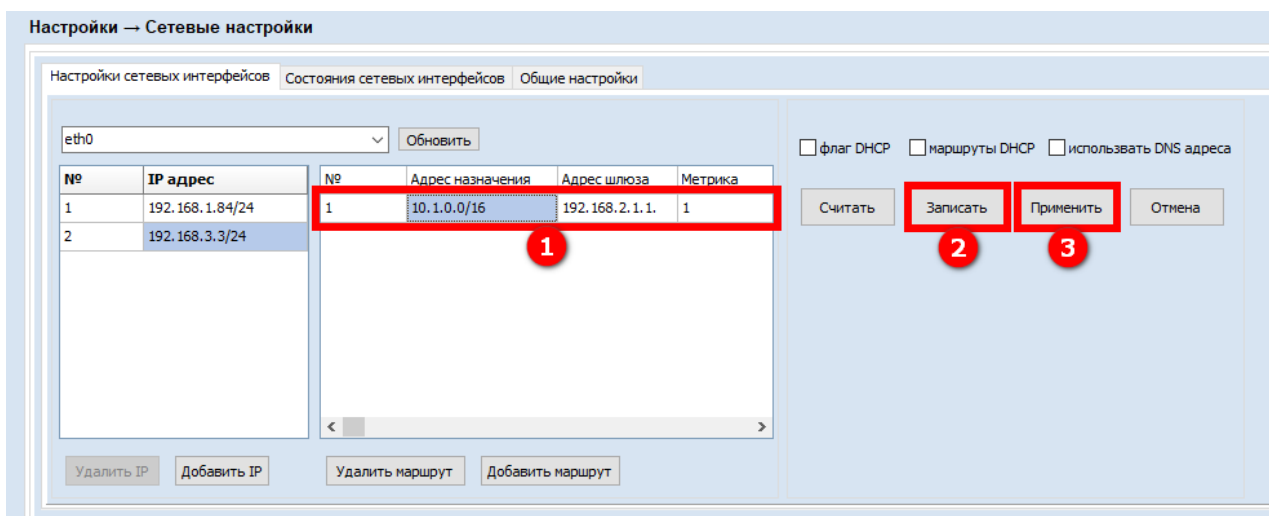 Настройки → Сетевые настройки
Настройки сетевых интерфейсов Состояния сетевых интерфейсов Общие настройки
eth0 Обновить
флаг DHCP маршруты DHCP использвать DNS адреса
№ IP адрес № Адрес назначения Адрес шлюза Метрика
1 192.168.1.84/24 1 10.1.0.0/16 192.168.2.1.1. 1
Считать Записать Применить Отмена
2 192.168.3.3/24
1 2 3
Удалить IP Добавить IP Удалить маршрут Добавить маршрут